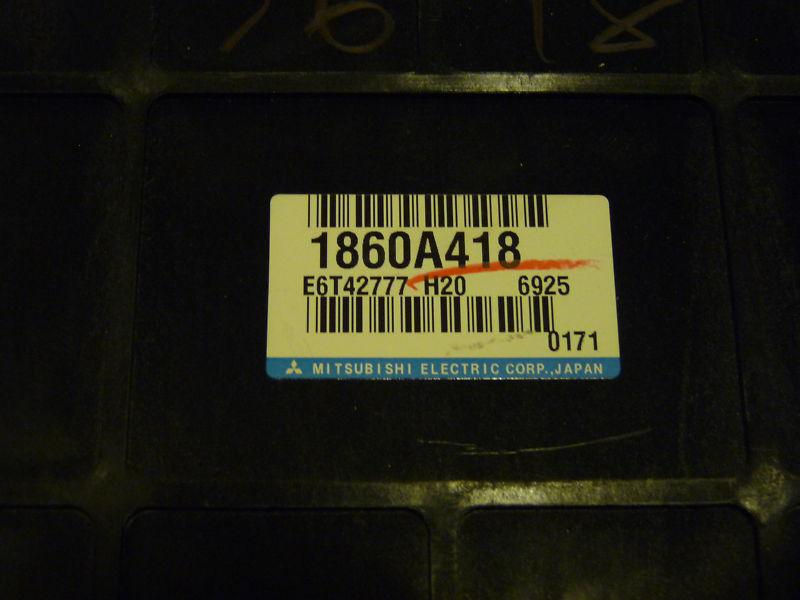 1860A418
E6T42777 H20 6925
0171
MITSUBISHI ELECTRIC CORP., JAPAN